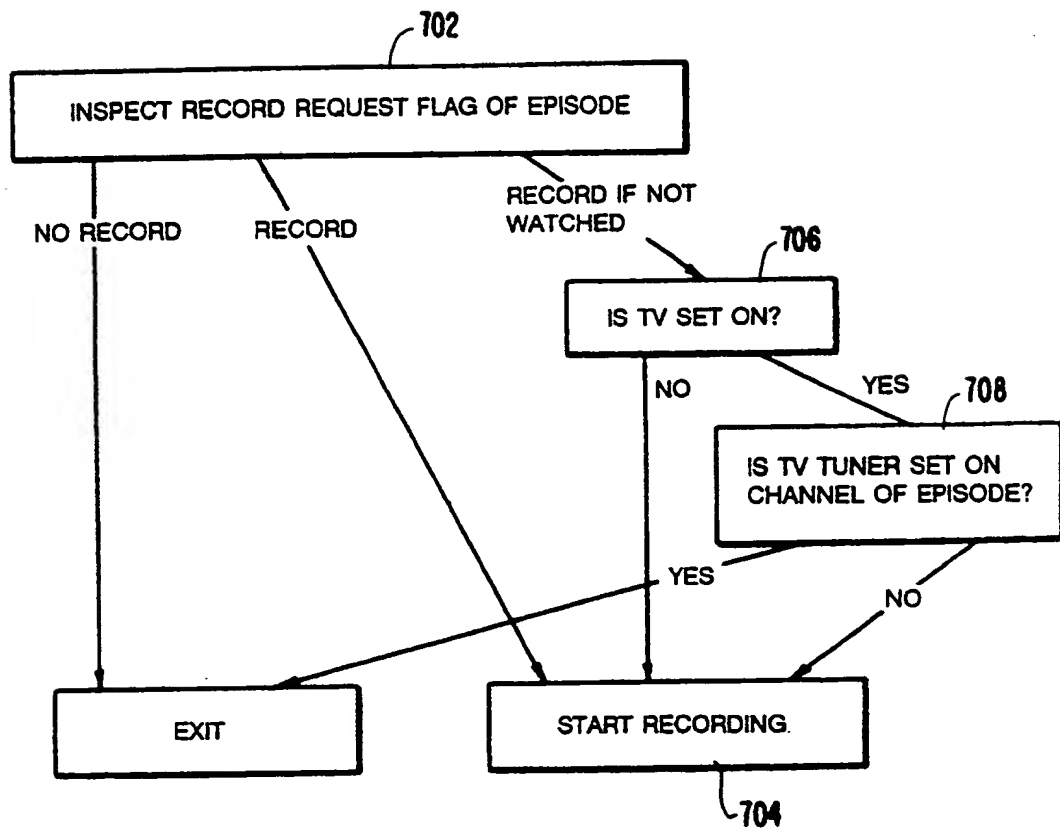 702
INSPECT RECORD REQUEST FLAG OF EPISODE
NO RECORD
RECORD
RECORD IF NOT
WATCHED
706
IS TV SET ON?
NO
YES
708
IS TV TUNER SET ON
CHANNEL OF EPISODE?
YES
NO
EXIT
START RECORDING.
704